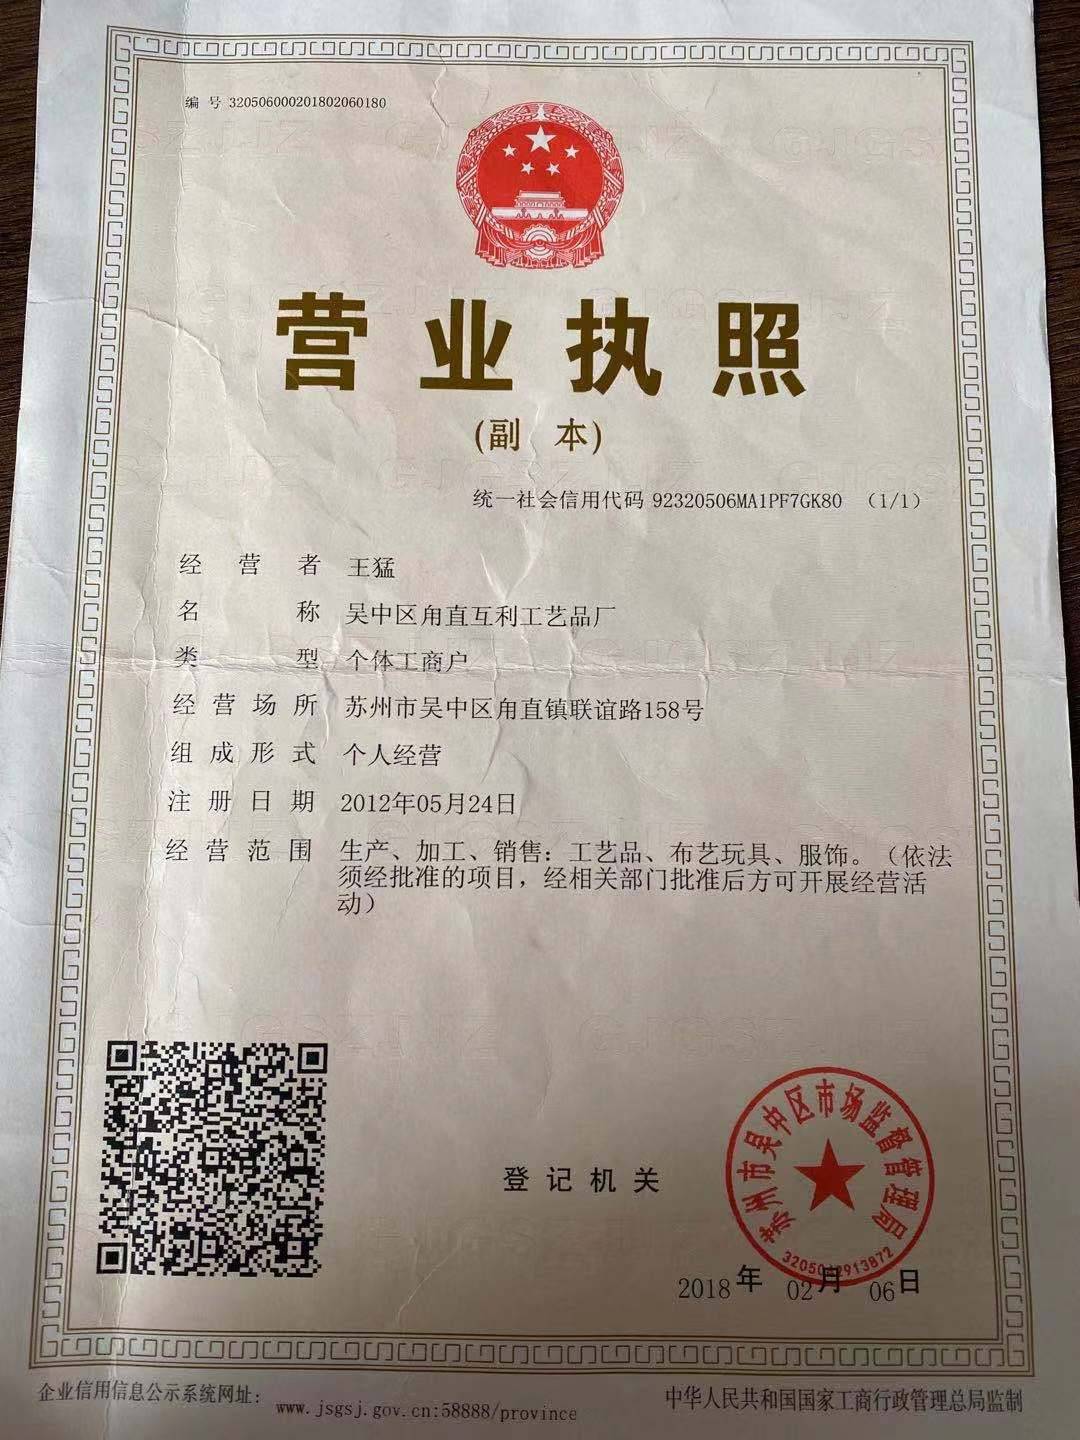 编 号 320506000201802060180
营业执照
(副 本)
统一社会信用代码 92320506MA1PF7GK80 （1/1）
经营者 王猛
名称 吴中区甪直互利工艺品厂
类型 个体工商户
经营场所 苏州市吴中区甪直镇联谊路158号
组成形式 个人经营
注册日期 2012年05月24日
经营范围 生产、加工、销售：工艺品、布艺玩具、服饰。（依法
须经批准的项目，经相关部门批准后方可开展经营活
动）
苏州市吴中区市场监督管理局
登记机关
2018年 02月 06日
企业信用信息公示系统网址： www.jsgsj.gov.cn:58888/province
中华人民共和国国家工商行政管理总局监制